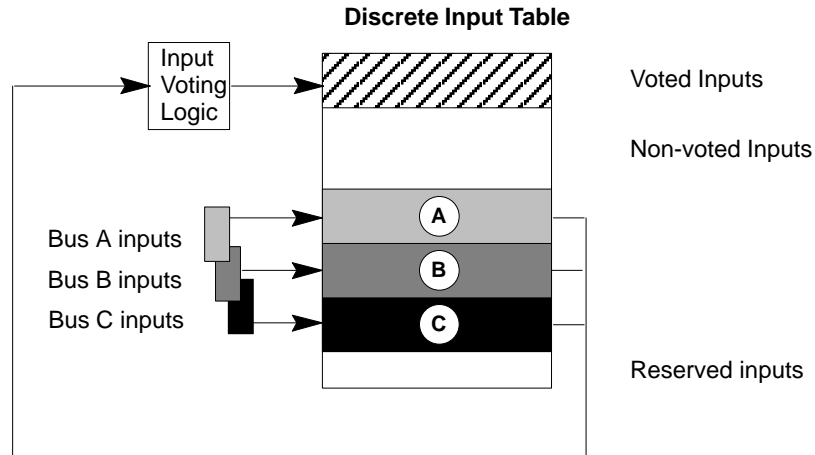 Discrete Input Table
Input
Voting
Logic
Voted Inputs
Non-voted Inputs
A
Bus A inputs
B
Bus B inputs
C
Bus C inputs
Reserved inputs